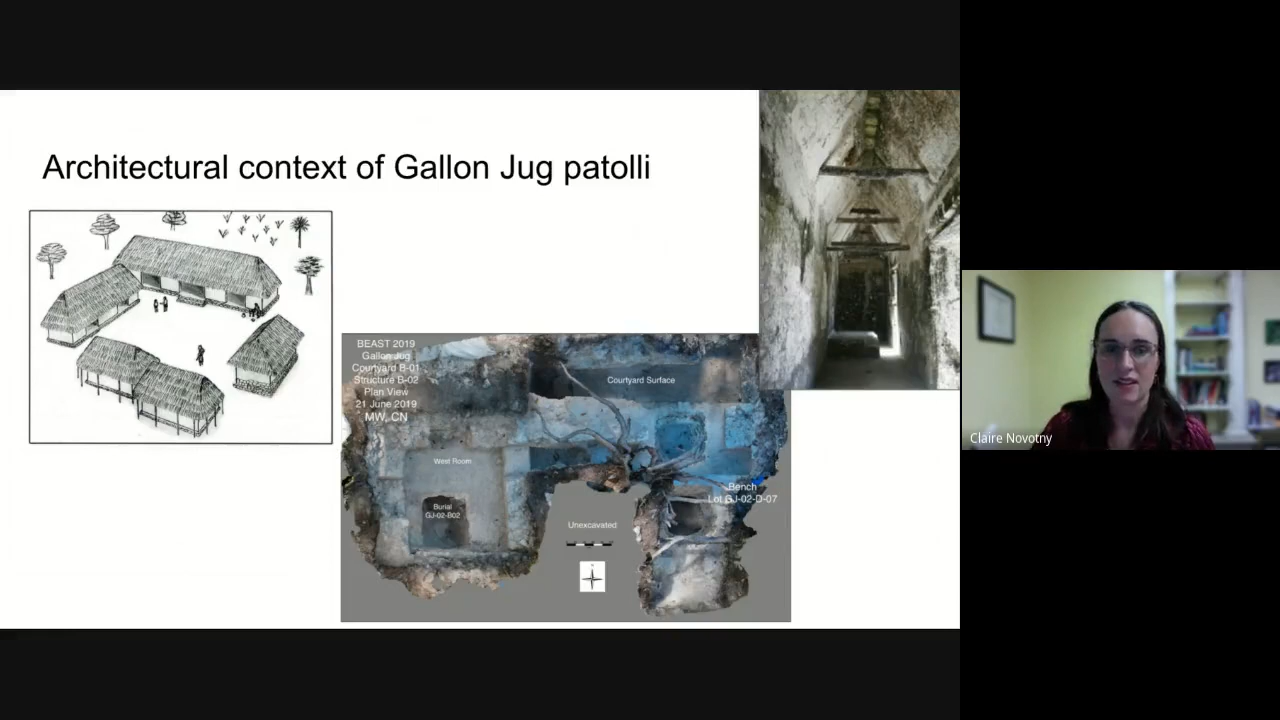 Architectural context of Gallon Jug patolli
BEAST 2019
Gallon Jug
Courtyard B-01
Structure B-02
Plan View
21 June 2019
MW, CN
Courtyard Surface
West Room
Burial
GJ-02-B02
Bench
Lot GJ-02-D-07
Unexcavated
Claire Novotny